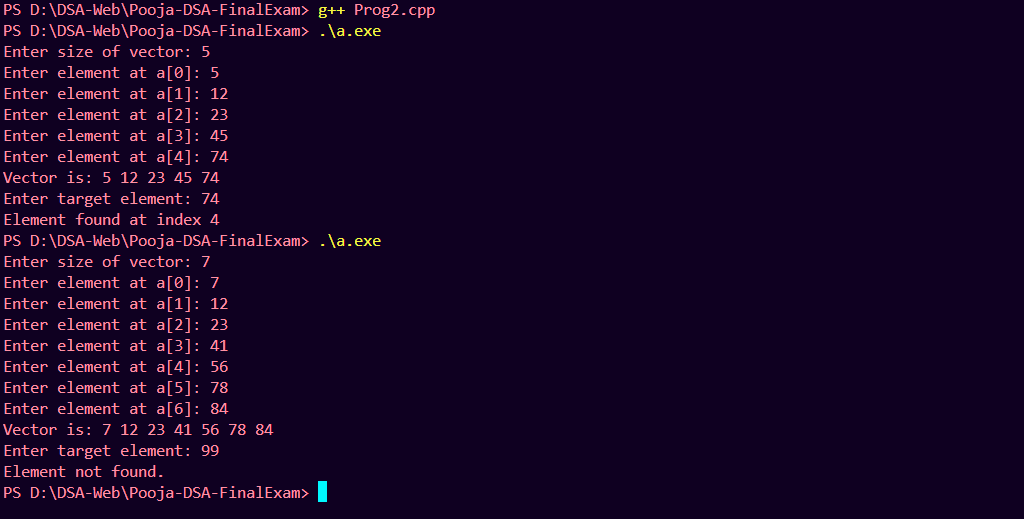 PS D:\DSA-Web\Pooja-DSA-FinalExam> g++ Prog2.cpp
PS D:\DSA-Web\Pooja-DSA-FinalExam> .\a.exe
Enter size of vector: 5
Enter element at a[0]: 5
Enter element at a[1]: 12
Enter element at a[2]: 23
Enter element at a[3]: 45
Enter element at a[4]: 74
Vector is: 5 12 23 45 74
Enter target element: 74
Element found at index 4
PS D:\DSA-Web\Pooja-DSA-FinalExam> .\a.exe
Enter size of vector: 7
Enter element at a[0]: 7
Enter element at a[1]: 12
Enter element at a[2]: 23
Enter element at a[3]: 41
Enter element at a[4]: 56
Enter element at a[5]: 78
Enter element at a[6]: 84
Vector is: 7 12 23 41 56 78 84
Enter target element: 99
Element not found.
PS D:\DSA-Web\Pooja-DSA-FinalExam>